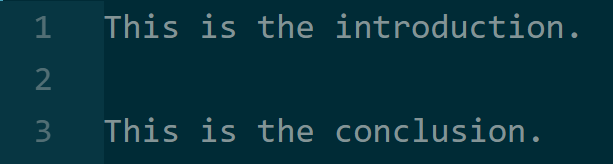 1 This is the introduction.
2
3 This is the conclusion.